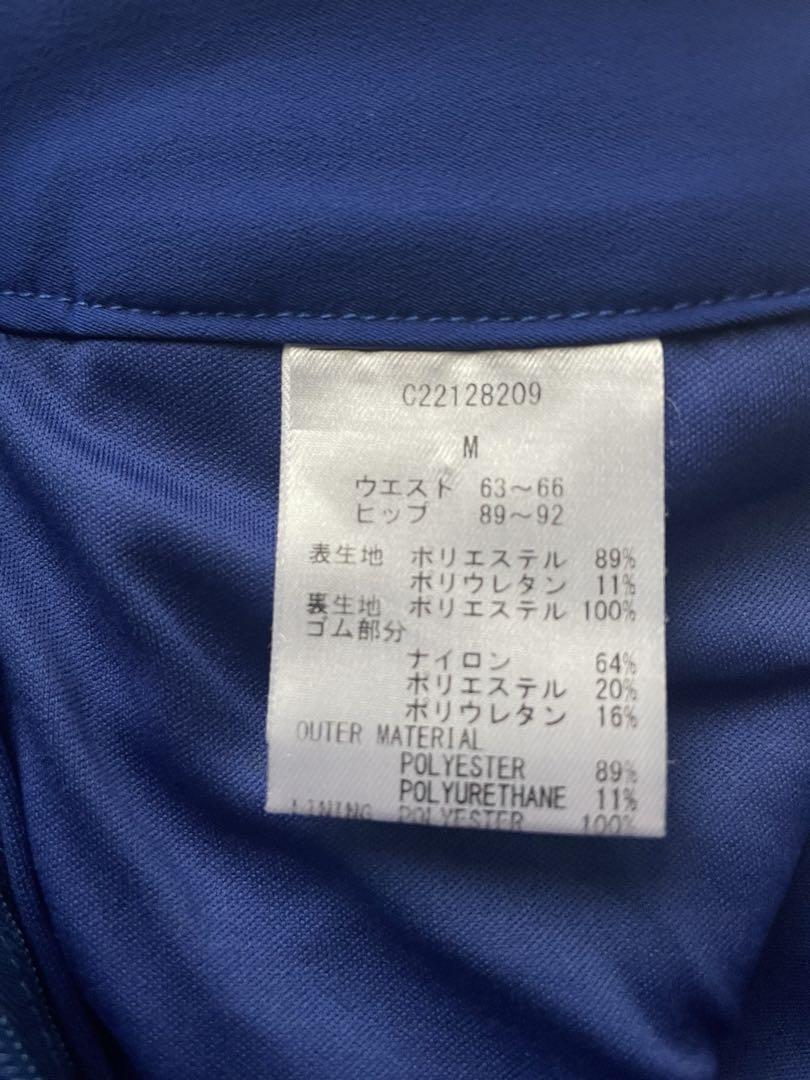 C22128209
M
ウエスト 63～66
ヒップ 89～92
表生地 ポリエステル 89%
ポリウレタン 11%
裏生地 ポリエステル 100%
ゴム部分
ナイロン 64%
ポリエステル 20%
ポリウレタン 16%
OUTER MATERIAL
POLYESTER 89%
POLYURETHANE 11%
LINING POLYESTER 100%